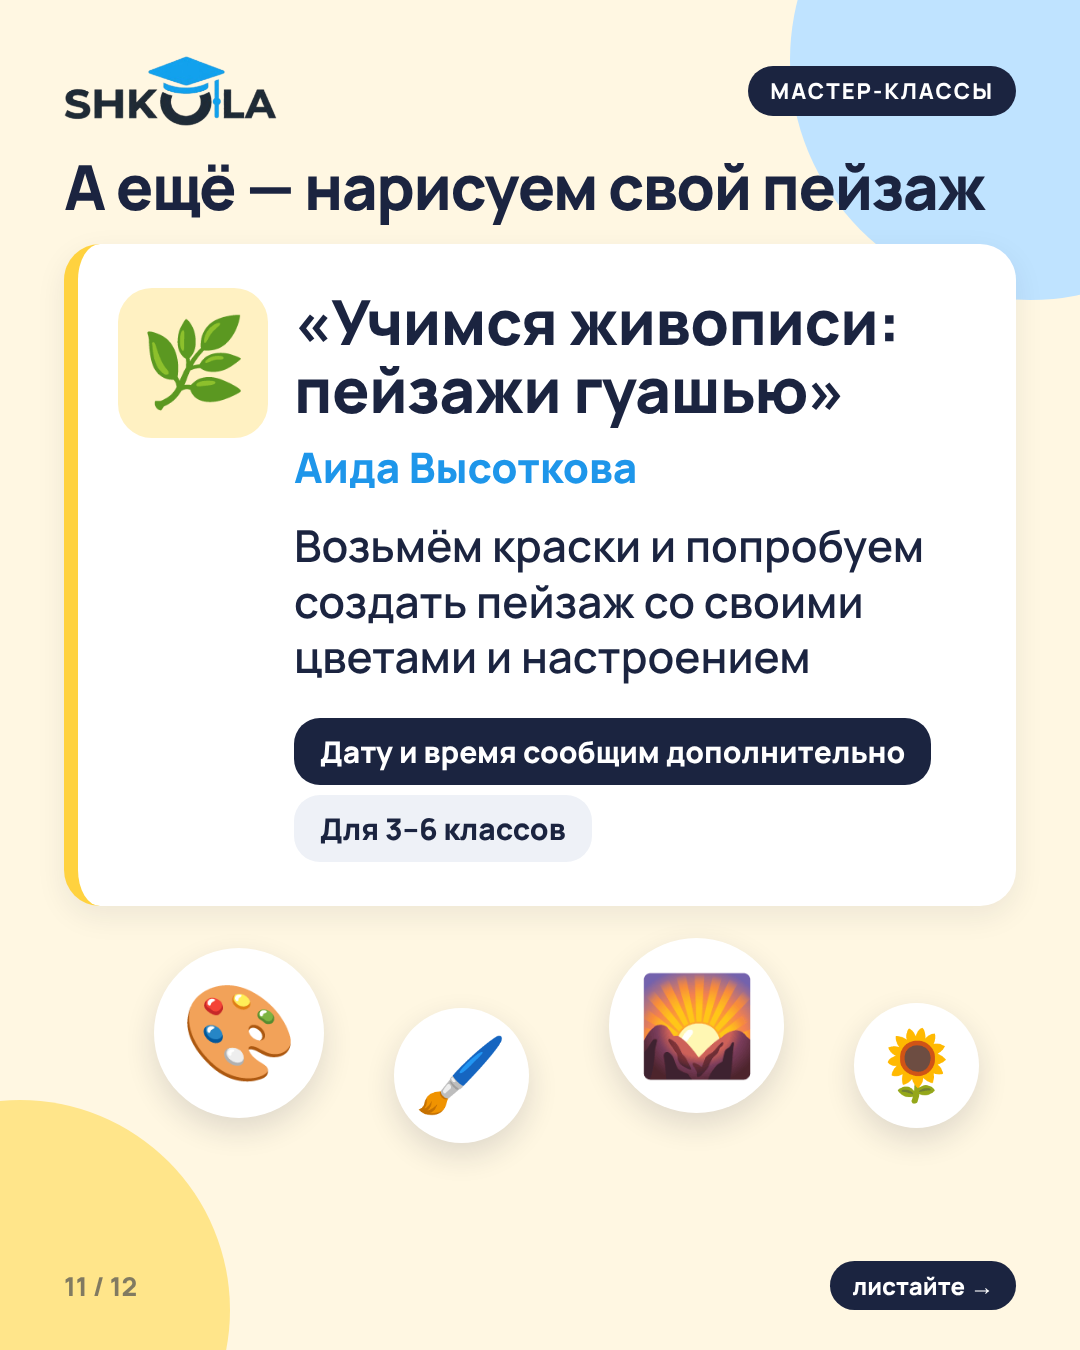 SHKOLA
МАСТЕР-КЛАССЫ
А ещё — нарисуем свой пейзаж
«Учимся живописи:
пейзажи гуашью»
Аида Высоткова
Возьмём краски и попробуем
создать пейзаж со своими
цветами и настроением
Дату и время сообщим дополнительно
Для 3–6 классов
11 / 12
листайте →